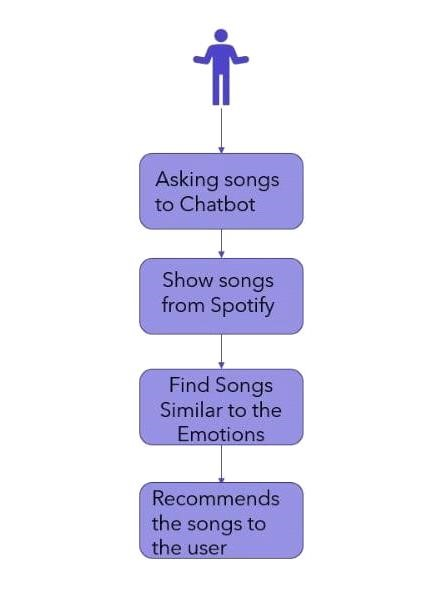 Asking songs
to Chatbot
Show songs
from Spotify
Find Songs
Similar to the
Emotions
Recommends
the songs to
the user